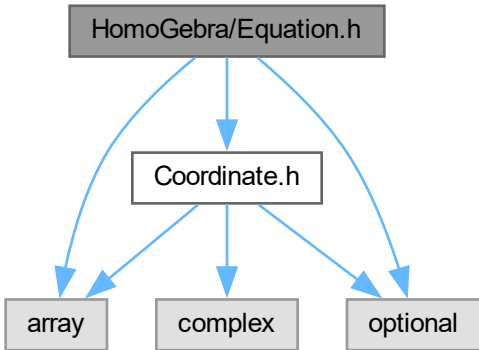 HomoGebra/Equation.h
Coordinate.h
array
complex
optional